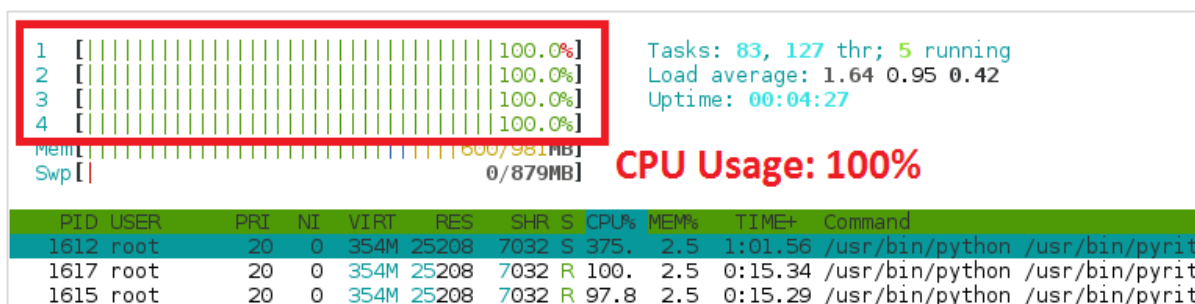 1 [||||||||||||||||||||||||||||||||100.0%]
2 [||||||||||||||||||||||||||||||||100.0%]
3 [||||||||||||||||||||||||||||||||100.0%]
4 [||||||||||||||||||||||||||||||||100.0%]
Mem[||||||||||||||||||||||||||||||600/981MB]
Swp[| 0/879MB]
Tasks: 83, 127 thr; 5 running
Load average: 1.64 0.95 0.42
Uptime: 00:04:27
CPU Usage: 100%
PID USER PRI NI VIRT RES SHR S CPU% MEM% TIME+ Command
1612 root 20 0 354M 25208 7032 S 375. 2.5 1:01.56 /usr/bin/python /usr/bin/pyrit
1617 root 20 0 354M 25208 7032 R 100. 2.5 0:15.34 /usr/bin/python /usr/bin/pyrit
1615 root 20 0 354M 25208 7032 R 97.8 2.5 0:15.29 /usr/bin/python /usr/bin/pyrit